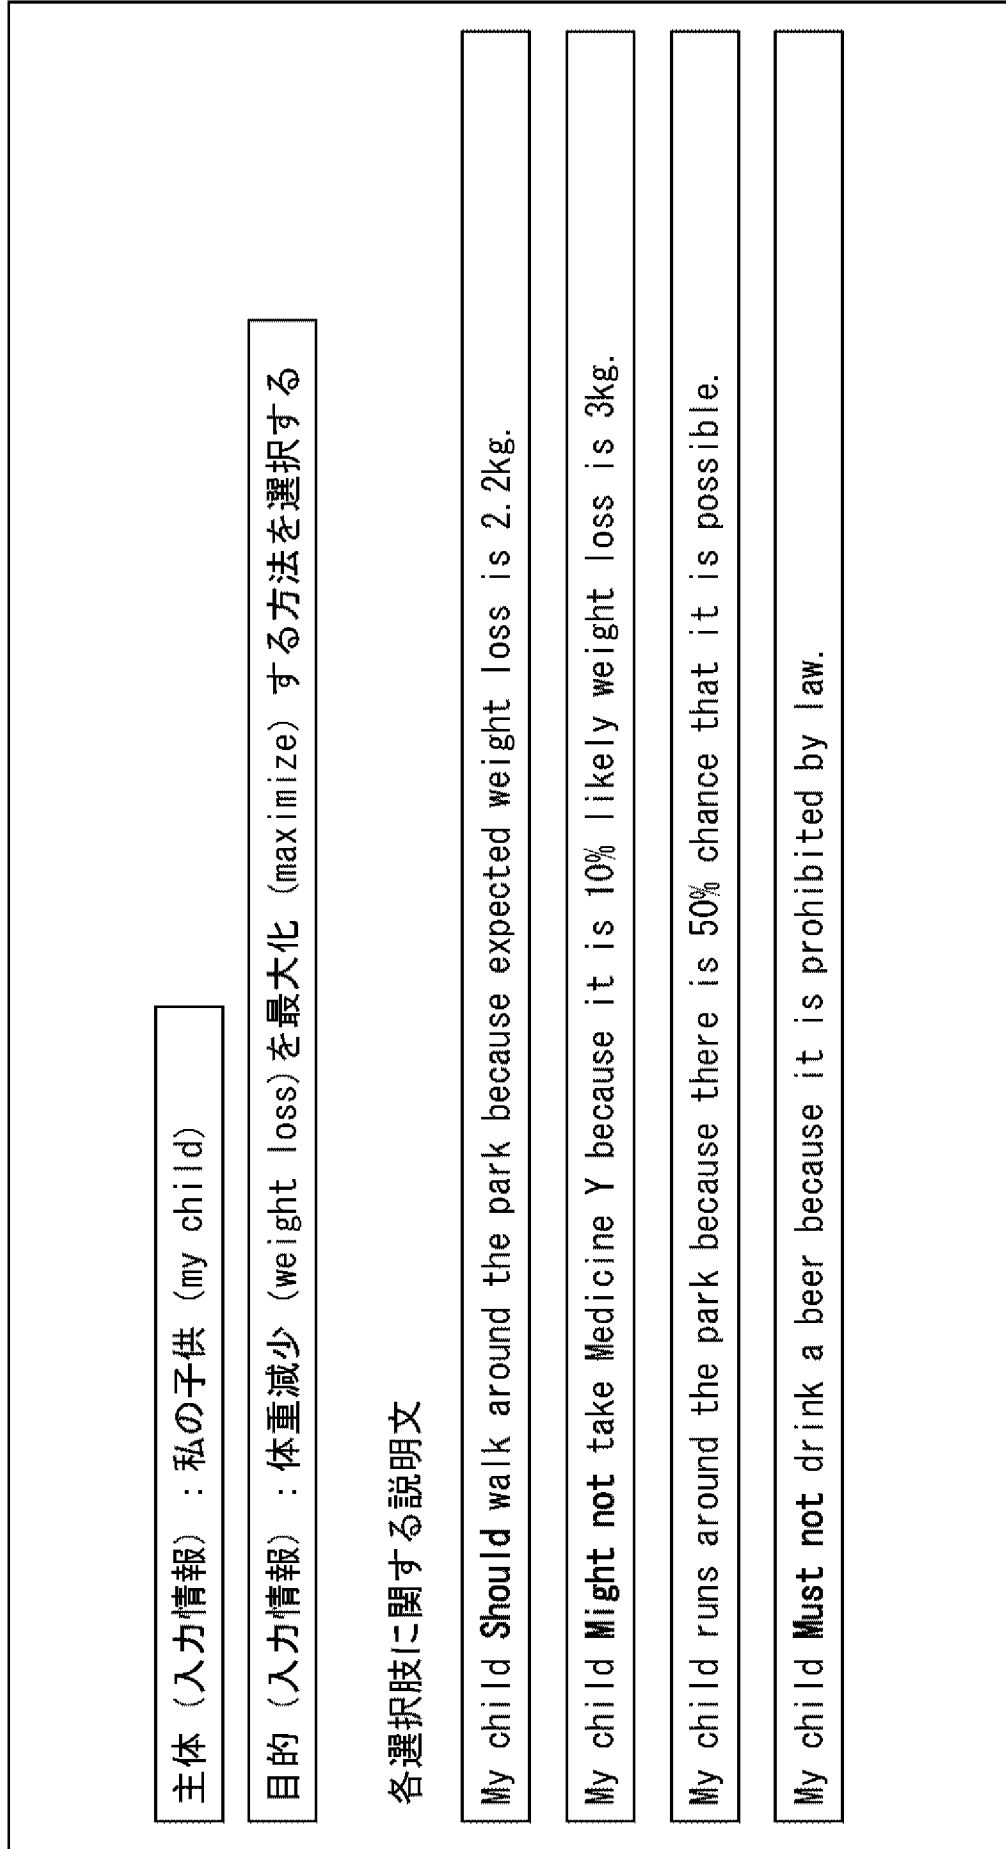 主体（入力情報）：私の子供（my child）
目的（入力情報）：体重減少（weight loss)を最大化（maximize）する方法を選択する
各選択肢に関する説明文
My child Should walk around the park because expected weight loss is 2.2kg.
My child Might not take Medicine Y because it is 10% likely weight loss is 3kg.
My child runs around the park because there is 50% chance that it is possible.
My child Must not drink a beer because it is prohibited by law.